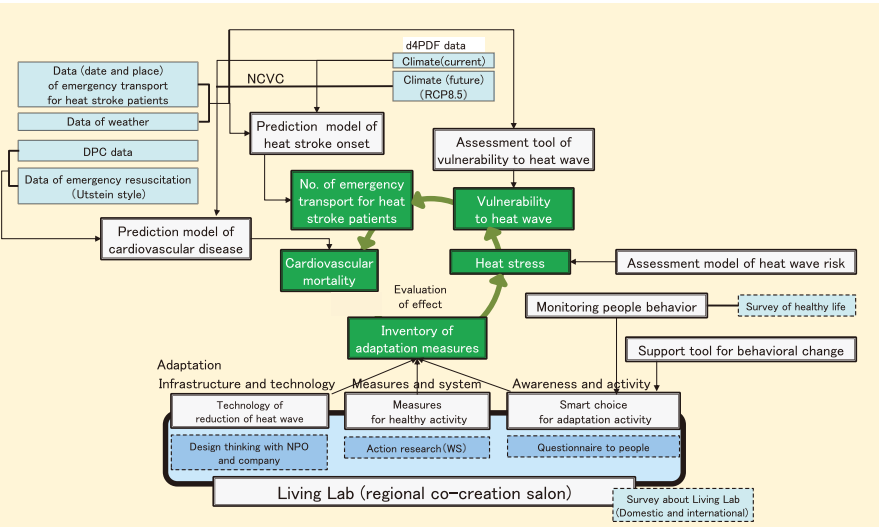 d4PDF data
Climate(current)
Data (date and place)
of emergency transport
for heat stroke patients
NCVC
Climate (future)
(RCP8.5)
Data of weather
Prediction model of
heat stroke onset
Assessment tool of
vulnerability to heat wave
DPC data
Data of emergency resuscitation
(Utstein style)
No. of emergency
transport for heat
stroke patients
Vulnerability
to heat wave
Prediction model of
cardiovascular disease
Cardiovascular
mortality
Heat stress
Assessment model of heat wave risk
Evaluation
of effect
Monitoring people behavior
Survey of healthy life
Inventory of
adaptation measures
Support tool for behavioral change
Adaptation
Infrastructure and technology
Measures and system
Awareness and activity
Technology of
reduction of heat wave
Measures
for healthy activity
Smart choice
for adaptation activity
Design thinking with NPO
and company
Action research(WS)
Questionnaire to people
Living Lab (regional co-creation salon)
Survey about Living Lab
(Domestic and international)